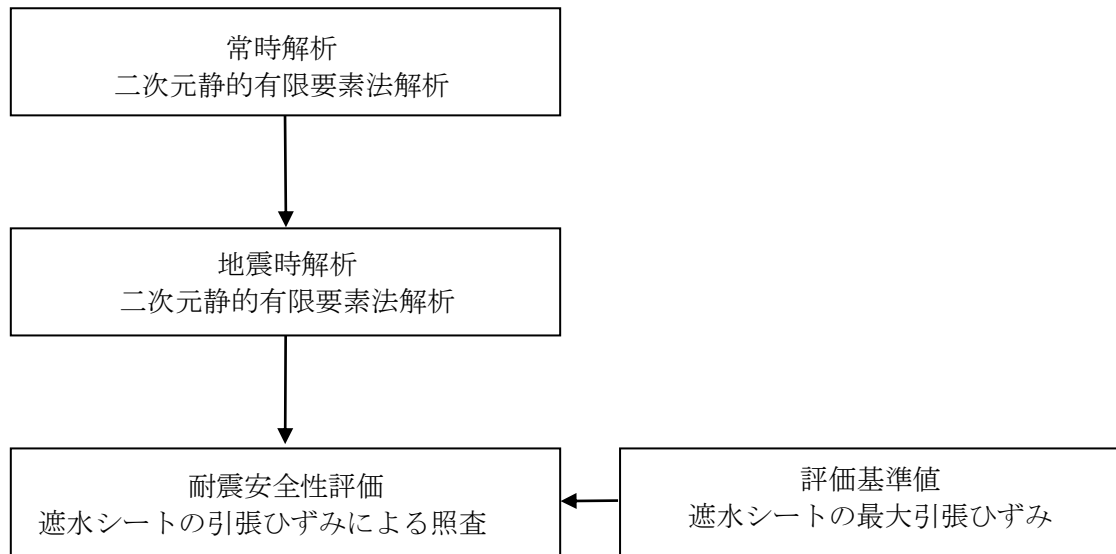 常時解析
二次元静的有限要素法解析
地震時解析
二次元静的有限要素法解析
耐震安全性評価
遮水シートの引張ひずみによる照査
評価基準値
遮水シートの最大引張ひずみ